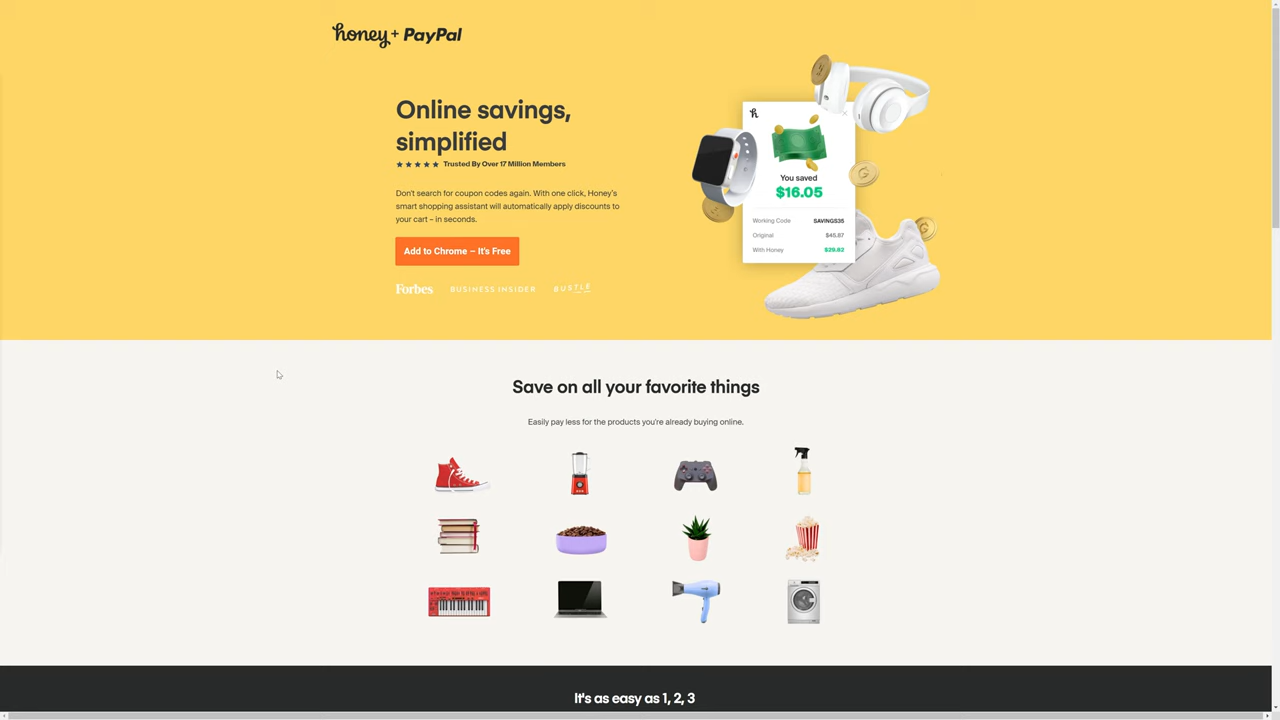 honey + PayPal
Online savings,
simplified
Trusted By Over 17 Million Members
Don't search for coupon codes again. With one click, Honey's
smart shopping assistant will automatically apply discounts to
your cart – in seconds.
Add to Chrome – It's Free
Forbes BUSINESS INSIDER BUSTLE
h
You saved
$16.05
Working Code SAVINGS35
Original $45.87
With Honey $29.82
Save on all your favorite things
Easily pay less for the products you're already buying online.
It's as easy as 1, 2, 3